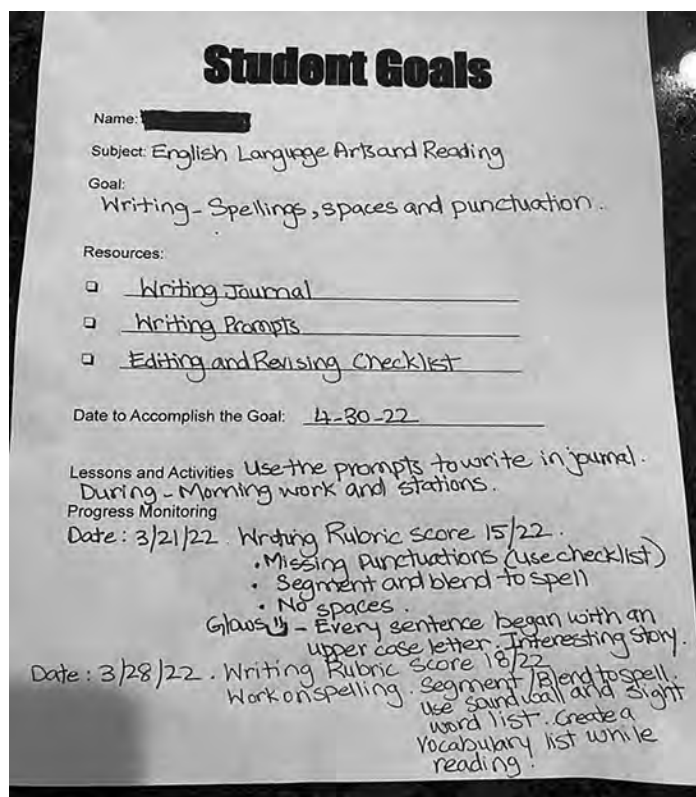 Student Goals
Name:
Subject: English Language Arts and Reading
Goal:
Writing - Spellings, spaces and punctuation.
Resources:
Writing Journal
Writing Prompts
Editing and Revising Checklist
Date to Accomplish the Goal: 4-30-22
Lessons and Activities Use the prompts to write in journal.
During - Morning work and stations.
Progress Monitoring
Date: 3/21/22. Writing Rubric score 15/22.
• Missing Punctuations (use checklist)
• Segment and blend to spell
• No spaces.
Glows - Every sentence began with an
upper case letter. Interesting story.
Date: 3/28/22. Writing Rubric Score 18/22
Work on spelling. Segment/Blend to spell.
Use sound wall and sight
word list. Create a
vocabulary list while
reading!